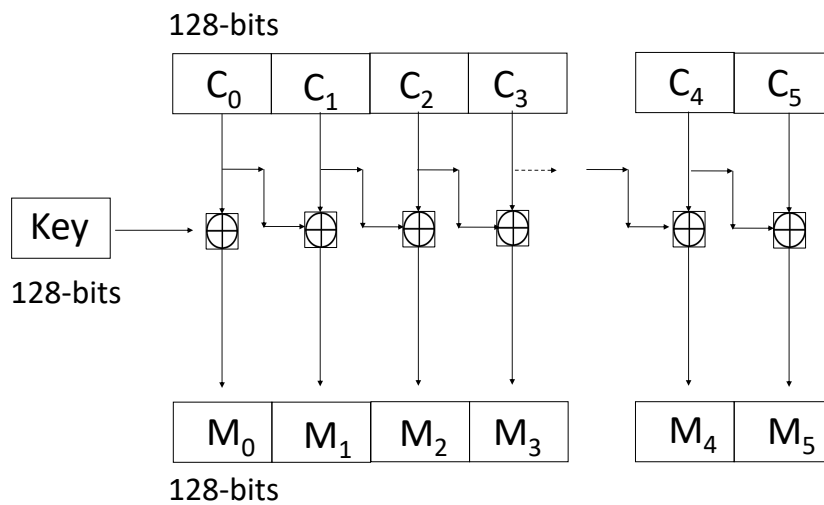 128-bits
C₀ C₁ C₂ C₃ C₄ C₅
Key
128-bits
M₀ M₁ M₂ M₃ M₄ M₅
128-bits